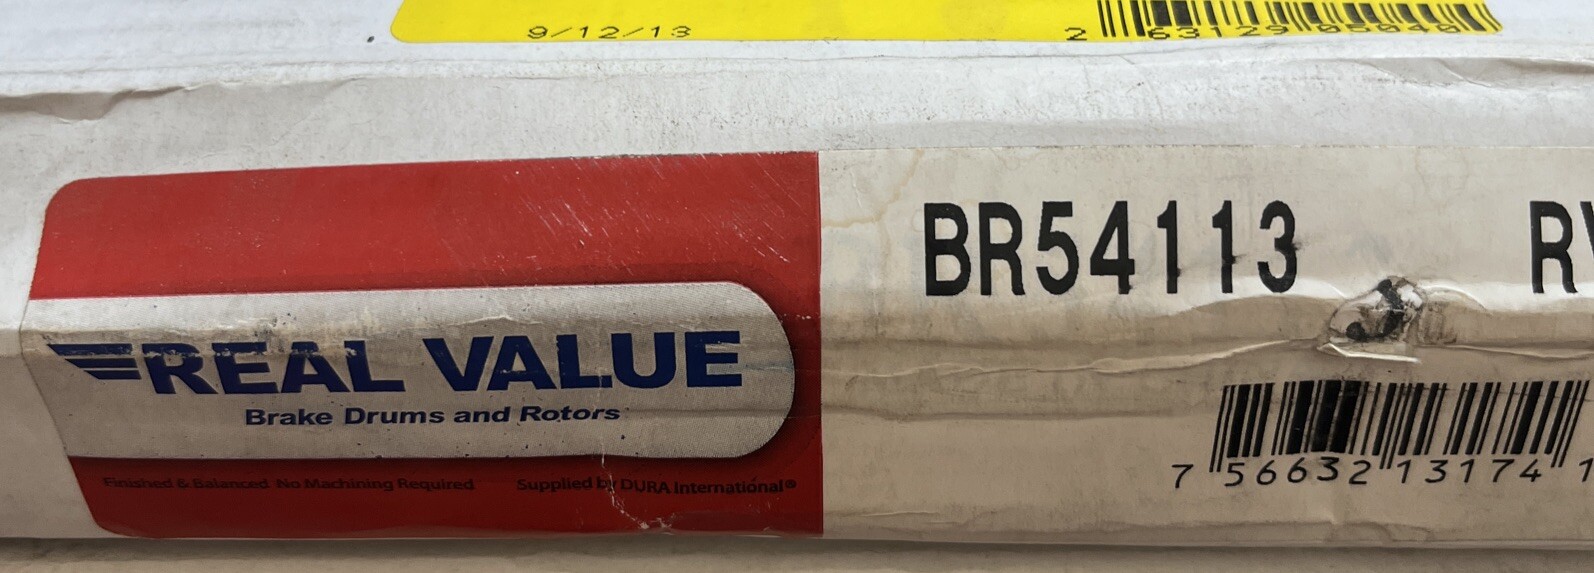 9/12/13
2 63129 05040
BR54113
REAL VALUE
Brake Drums and Rotors
Finished & Balanced No Machining Required Supplied by DURA International®
7 56632 13174 1